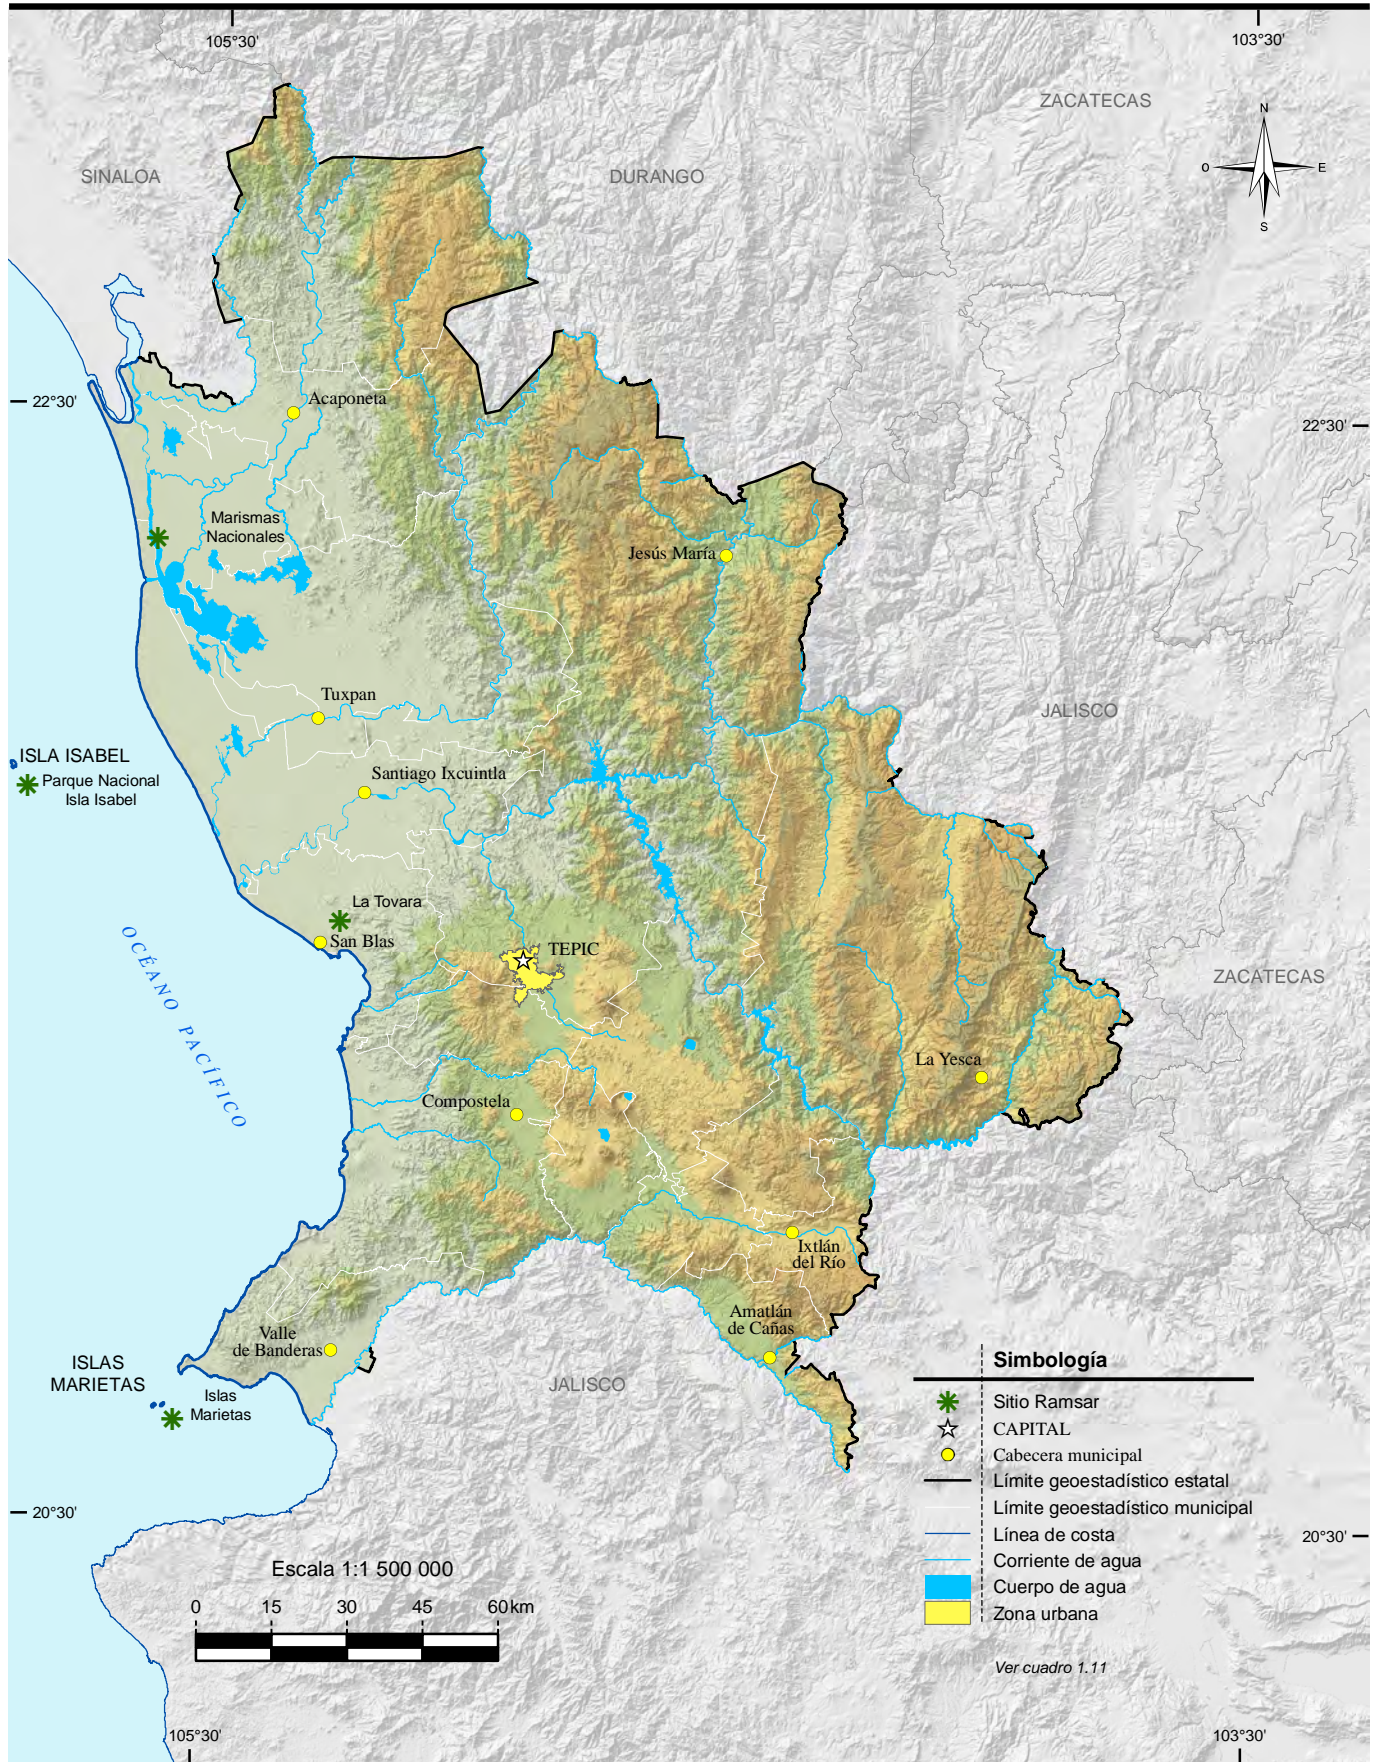 105°30'
103°30'
ZACATECAS
N
O
E
S
SINALOA
DURANGO
Acaponeta
22°30'
22°30'
Marismas
Nacionales
Jesús María
Tuxpan
JALISCO
ISLA ISABEL
Parque Nacional
Isla Isabel
Santiago Ixcuintla
La Tovara
San Blas
TEPIC
OCÉANO PACÍFICO
ZACATECAS
La Yesca
Compostela
Ixtlán
del Río
Amatlán
de Cañas
Valle
de Banderas
ISLAS
MARIETAS
Islas
Marietas
JALISCO
Simbología
Sitio Ramsar
CAPITAL
Cabecera municipal
Límite geoestadístico estatal
Límite geoestadístico municipal
Línea de costa
Corriente de agua
Cuerpo de agua
Zona urbana
20°30'
20°30'
Escala 1:1 500 000
0 15 30 45 60 km
Ver cuadro 1.11
105°30'
103°30'